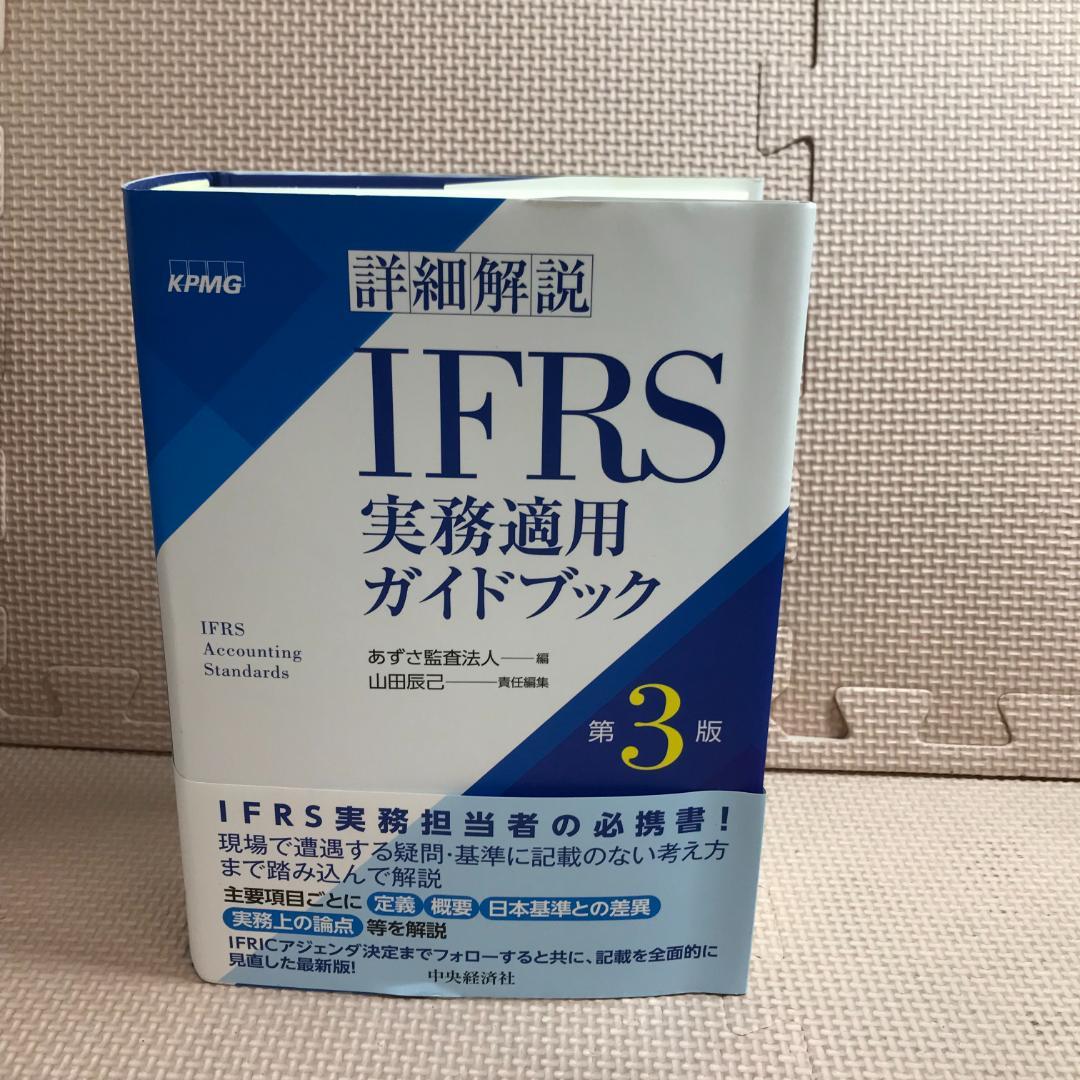 KPMG
詳細解説
IFRS
実務適用
ガイドブック
IFRS
Accounting
Standards
あずさ監査法人――編
山田辰己――責任編集
第3版
IFRS実務担当者の必携書!
現場で遭遇する疑問・基準に記載のない考え方
まで踏み込んで解説
主要項目ごとに 定義 概要 日本基準との差異
実務上の論点 等を解説
IFRICアジェンダ決定までフォローすると共に、記載を全面的に
見直した最新版!
中央経済社